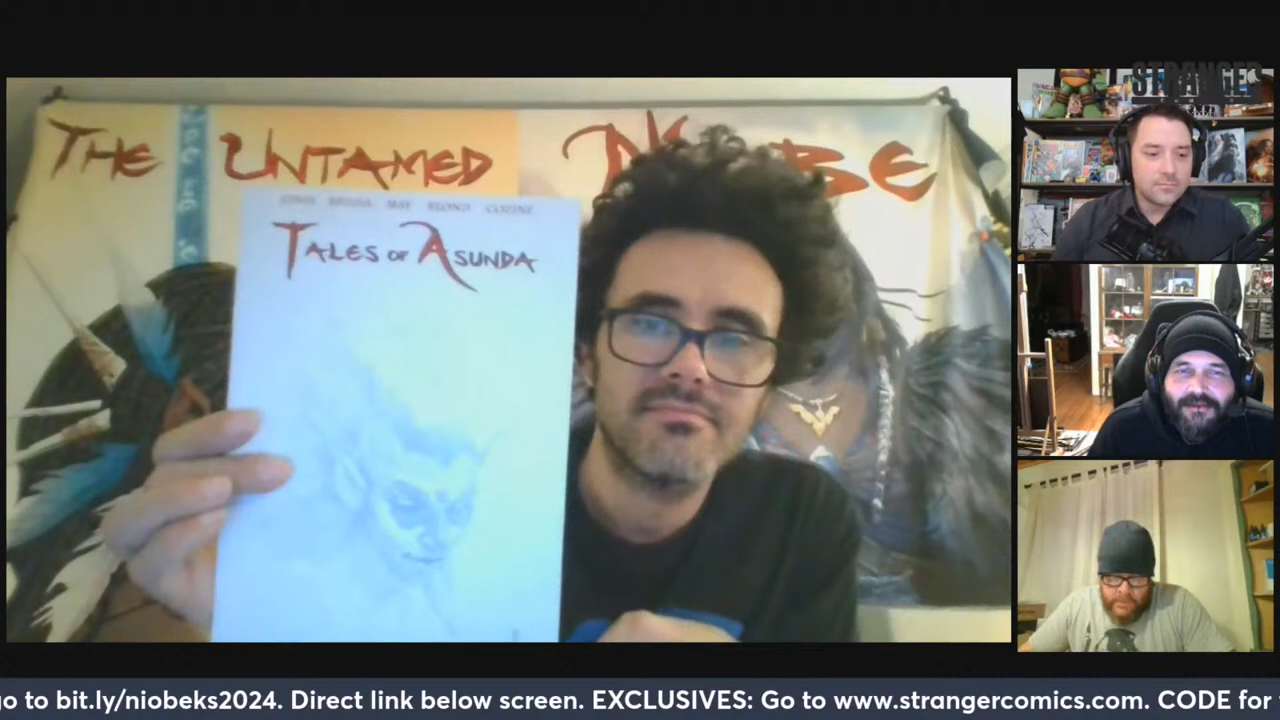 STRANGER
THE UNTAMED
TALES OF ASUNDA
go to bit.ly/niobeks2024. Direct link below screen. EXCLUSIVES: Go to www.strangercomics.com. CODE for